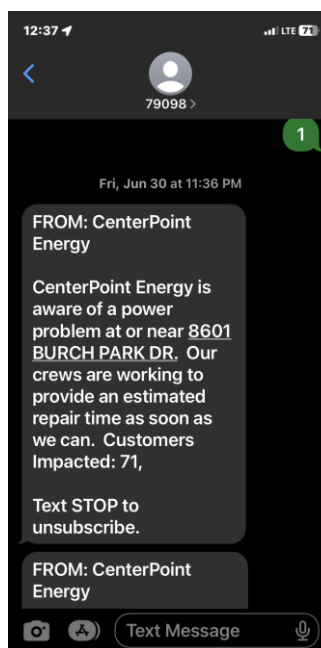 12:37 LTE 71
79098 >
1
Fri, Jun 30 at 11:36 PM
FROM: CenterPoint
Energy
CenterPoint Energy is
aware of a power
problem at or near 8601
BURCH PARK DR. Our
crews are working to
provide an estimated
repair time as soon as
we can. Customers
Impacted: 71,
Text STOP to
unsubscribe.
FROM: CenterPoint
Energy
Text Message